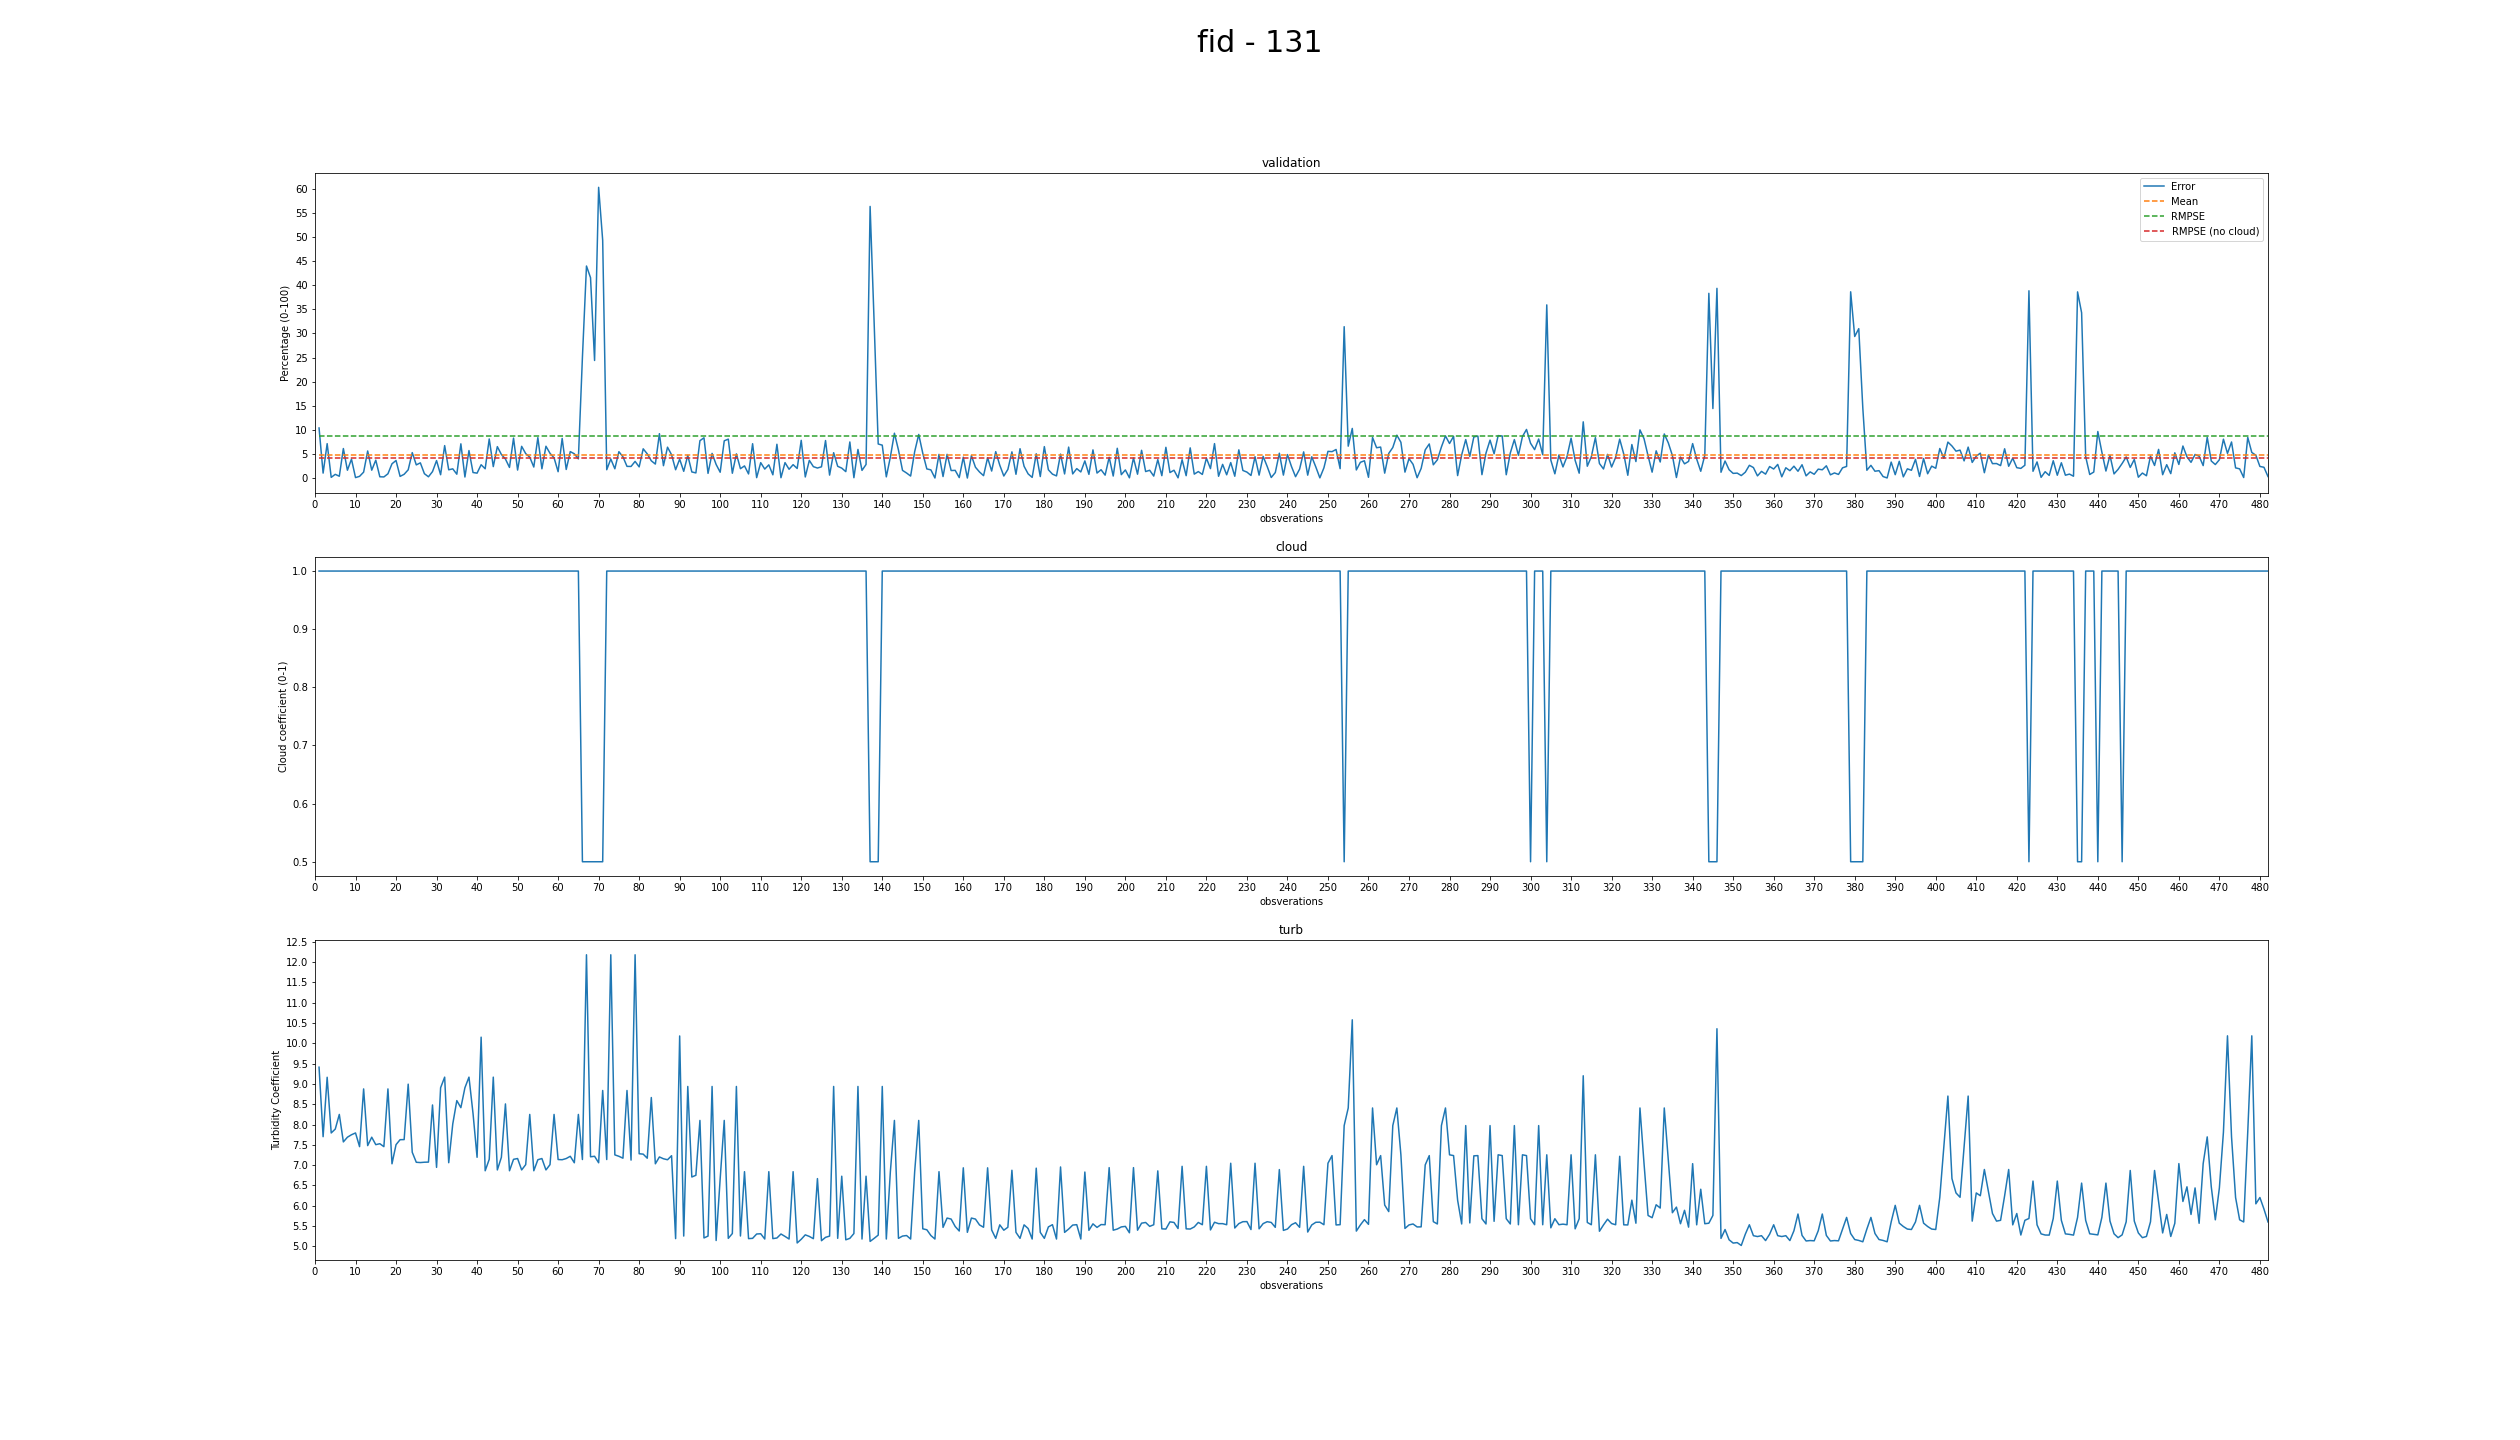 fid - 131
validation
60
55
50
45
40
35
30
25
20
15
10
5
0
Percentage (0-100)
Error
Mean
RMPSE
RMPSE (no cloud)
0 10 20 30 40 50 60 70 80 90 100 110 120 130 140 150 160 170 180 190 200 210 220 230 240 250 260 270 280 290 300 310 320 330 340 350 360 370 380 390 400 410 420 430 440 450 460 470 480
obsverations
cloud
1.0
0.9
0.8
0.7
0.6
0.5
Cloud coefficient (0-1)
0 10 20 30 40 50 60 70 80 90 100 110 120 130 140 150 160 170 180 190 200 210 220 230 240 250 260 270 280 290 300 310 320 330 340 350 360 370 380 390 400 410 420 430 440 450 460 470 480
obsverations
turb
12.5
12.0
11.5
11.0
10.5
10.0
9.5
9.0
8.5
8.0
7.5
7.0
6.5
6.0
5.5
5.0
Turbidity Coefficient
0 10 20 30 40 50 60 70 80 90 100 110 120 130 140 150 160 170 180 190 200 210 220 230 240 250 260 270 280 290 300 310 320 330 340 350 360 370 380 390 400 410 420 430 440 450 460 470 480
obsverations